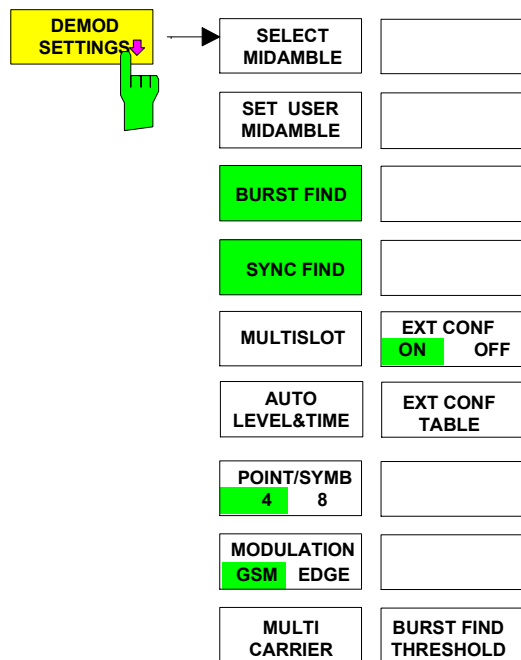 DEMOD
SETTINGS
SELECT
MIDAMBLE
SET USER
MIDAMBLE
BURST FIND
SYNC FIND
MULTISLOT
EXT CONF
ON OFF
AUTO
LEVEL&TIME
EXT CONF
TABLE
POINT/SYMB
4 8
MODULATION
GSM EDGE
MULTI
CARRIER
BURST FIND
THRESHOLD